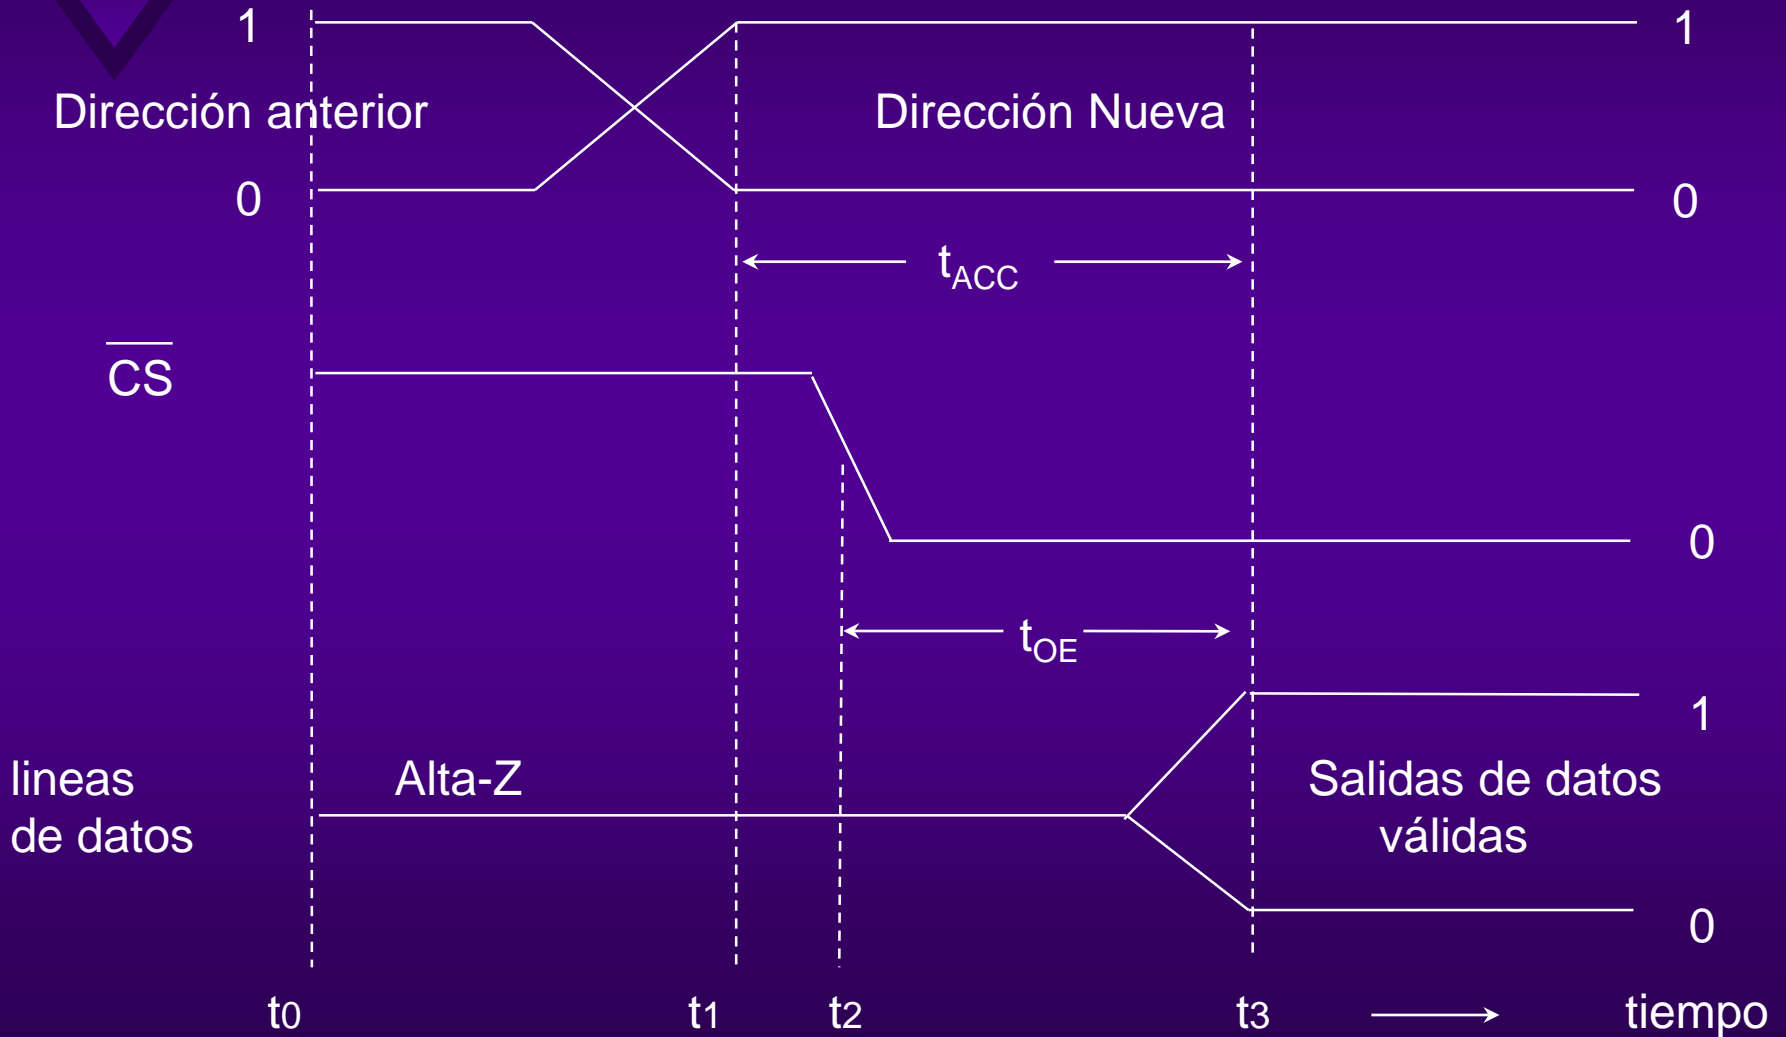 1
1
Dirección anterior
Dirección Nueva
0
0
tACC
CS
0
tOE
1
lineas
de datos
Alta-Z
Salidas de datos
válidas
0
t0
t1
t2
t3
tiempo